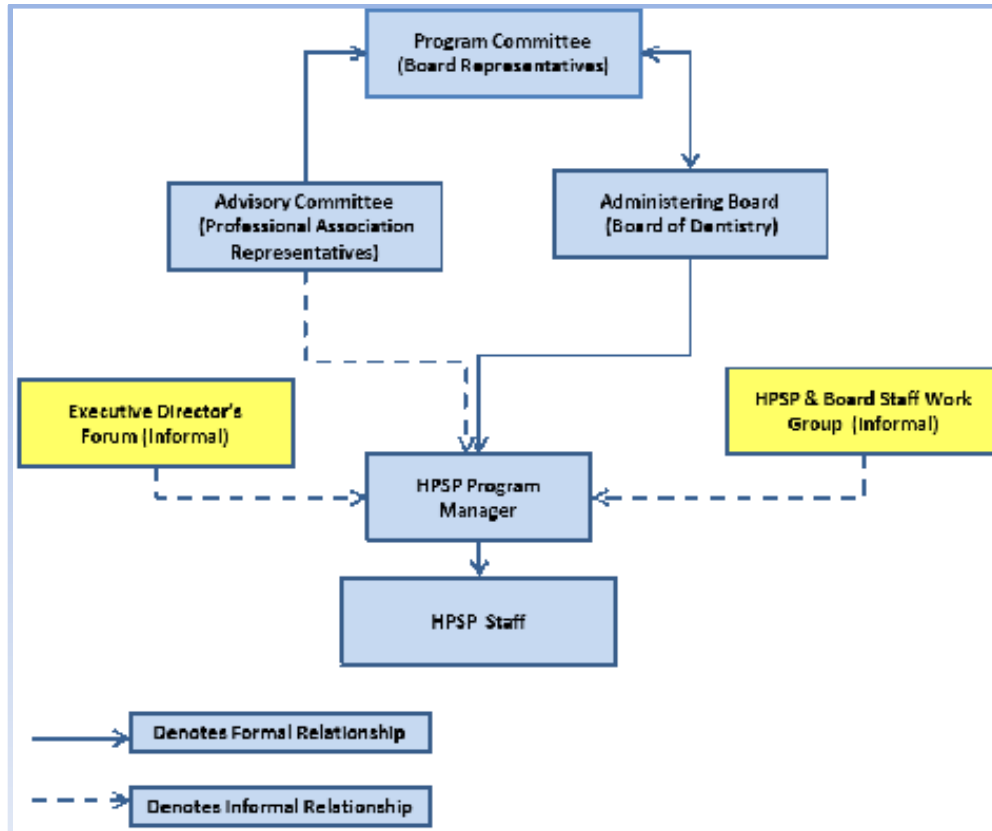 Program Committee
(Board Representatives)
Advisory Committee
(Professional Association
Representatives)
Administering Board
(Board of Dentistry)
Executive Director's
Forum (Informal)
HPSP & Board Staff Work
Group (Informal)
HPSP Program
Manager
HPSP Staff
Denotes Formal Relationship
Denotes Informal Relationship